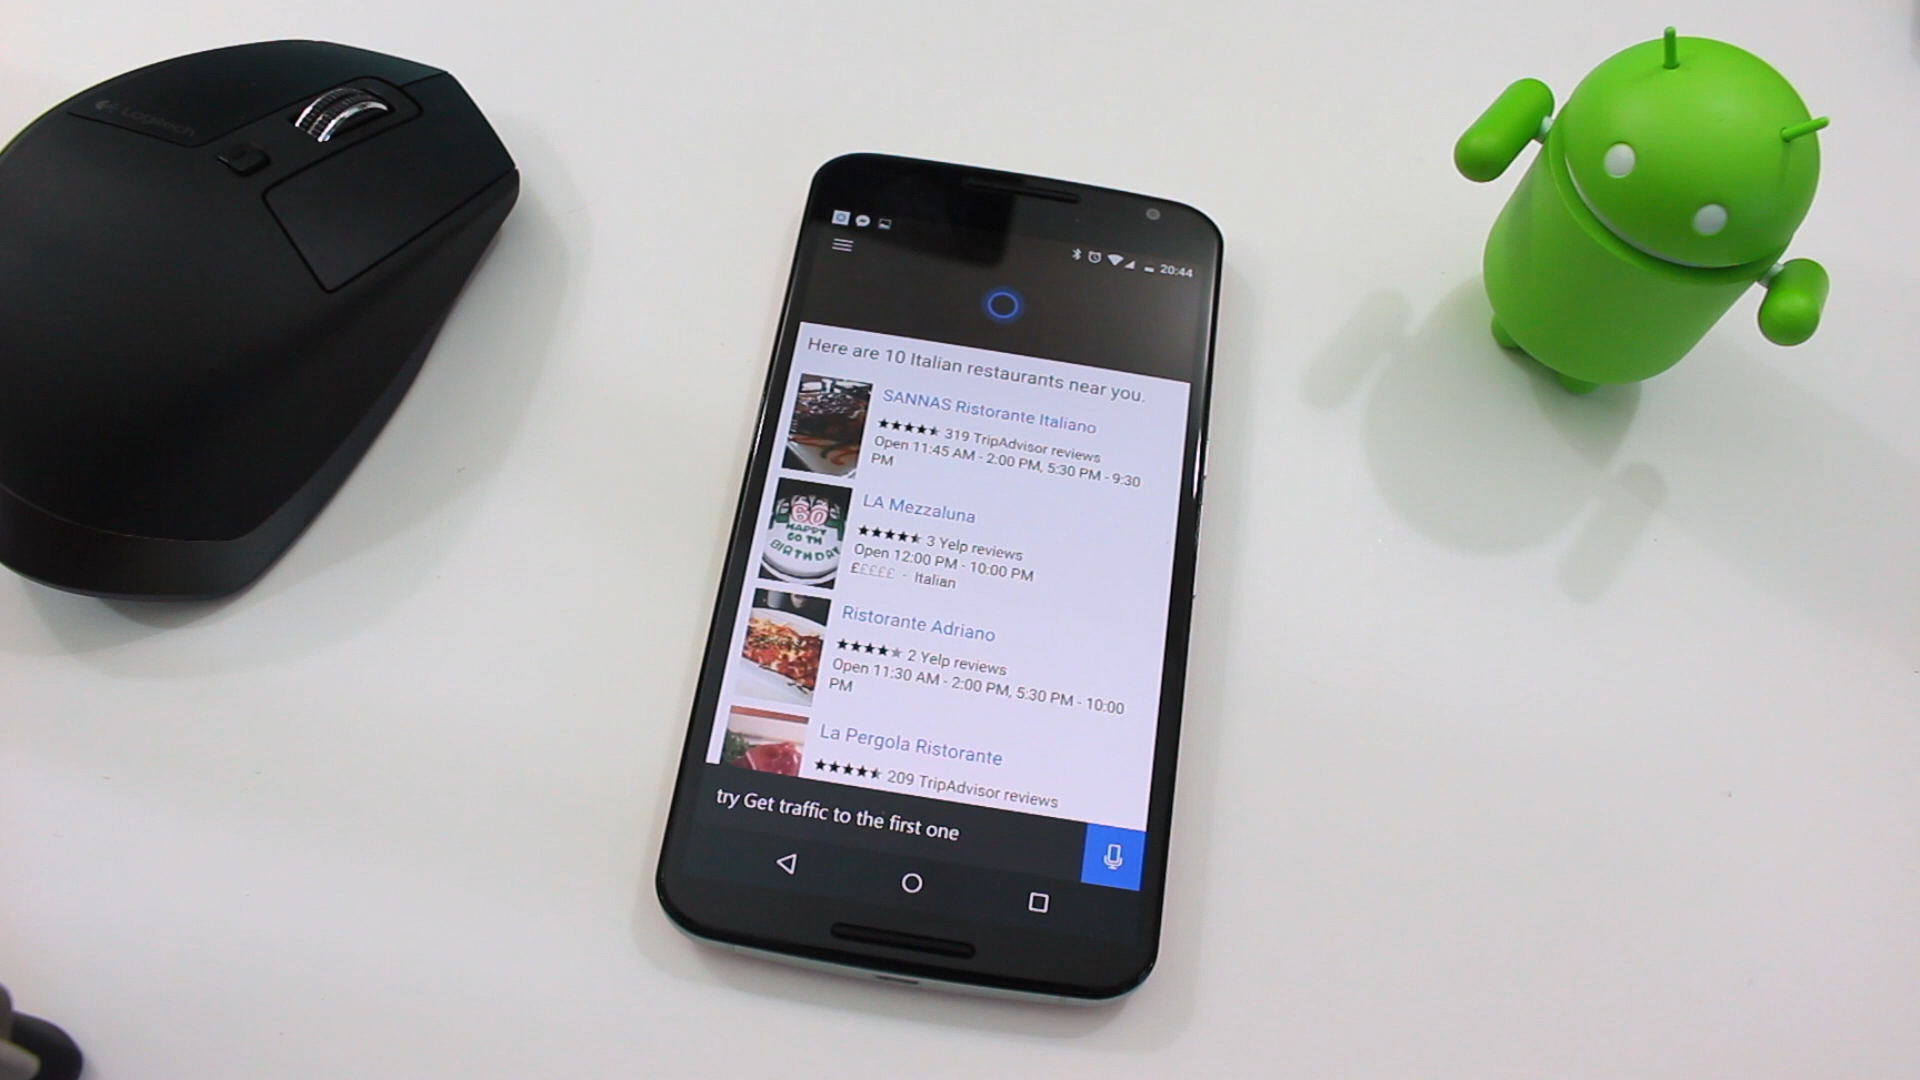 Logitech
20:44
Here are 10 Italian restaurants near you.
SANNAS Ristorante Italiano
319 TripAdvisor reviews
Open 11:45 AM - 2:00 PM, 5:30 PM - 9:30
PM
60
HAPPY
60 TH
BIRTHDAY
LA Mezzaluna
3 Yelp reviews
Open 12:00 PM - 10:00 PM
£££££ - Italian
Ristorante Adriano
2 Yelp reviews
Open 11:30 AM - 2:00 PM, 5:30 PM - 10:00
PM
La Pergola Ristorante
209 TripAdvisor reviews
try Get traffic to the first one